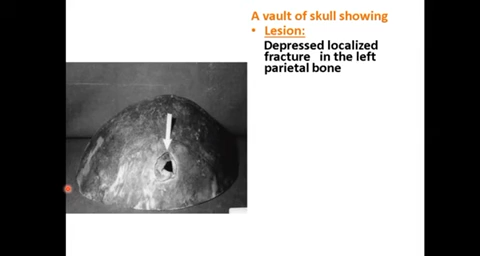 A vault of skull showing
• Lesion:
Depressed localized
fracture in the left
parietal bone